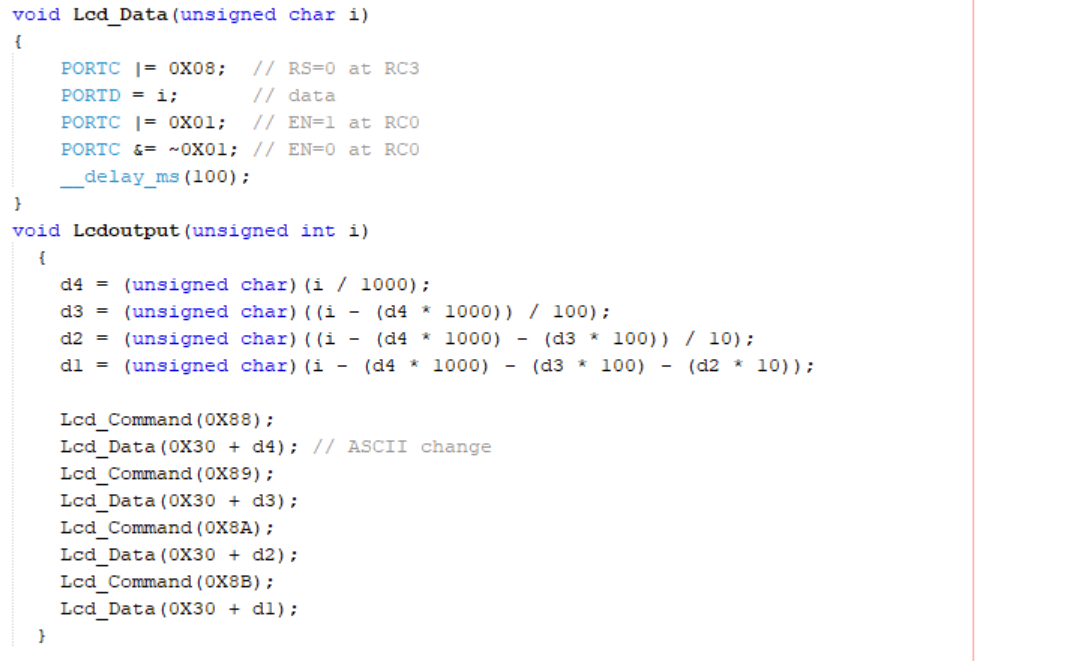 void Lcd_Data(unsigned char i)
{
    PORTC |= 0X08;  // RS=0 at RC3
    PORTD = i;      // data
    PORTC |= 0X01;  // EN=1 at RC0
    PORTC &= ~0X01; // EN=0 at RC0
    __delay_ms(100);
}
void Lcdoutput(unsigned int i)
  {
    d4 = (unsigned char)(i / 1000);
    d3 = (unsigned char)((i - (d4 * 1000)) / 100);
    d2 = (unsigned char)((i - (d4 * 1000) - (d3 * 100)) / 10);
    d1 = (unsigned char)(i - (d4 * 1000) - (d3 * 100) - (d2 * 10));

    Lcd_Command(0X88);
    Lcd_Data(0X30 + d4); // ASCII change
    Lcd_Command(0X89);
    Lcd_Data(0X30 + d3);
    Lcd_Command(0X8A);
    Lcd_Data(0X30 + d2);
    Lcd_Command(0X8B);
    Lcd_Data(0X30 + d1);
  }